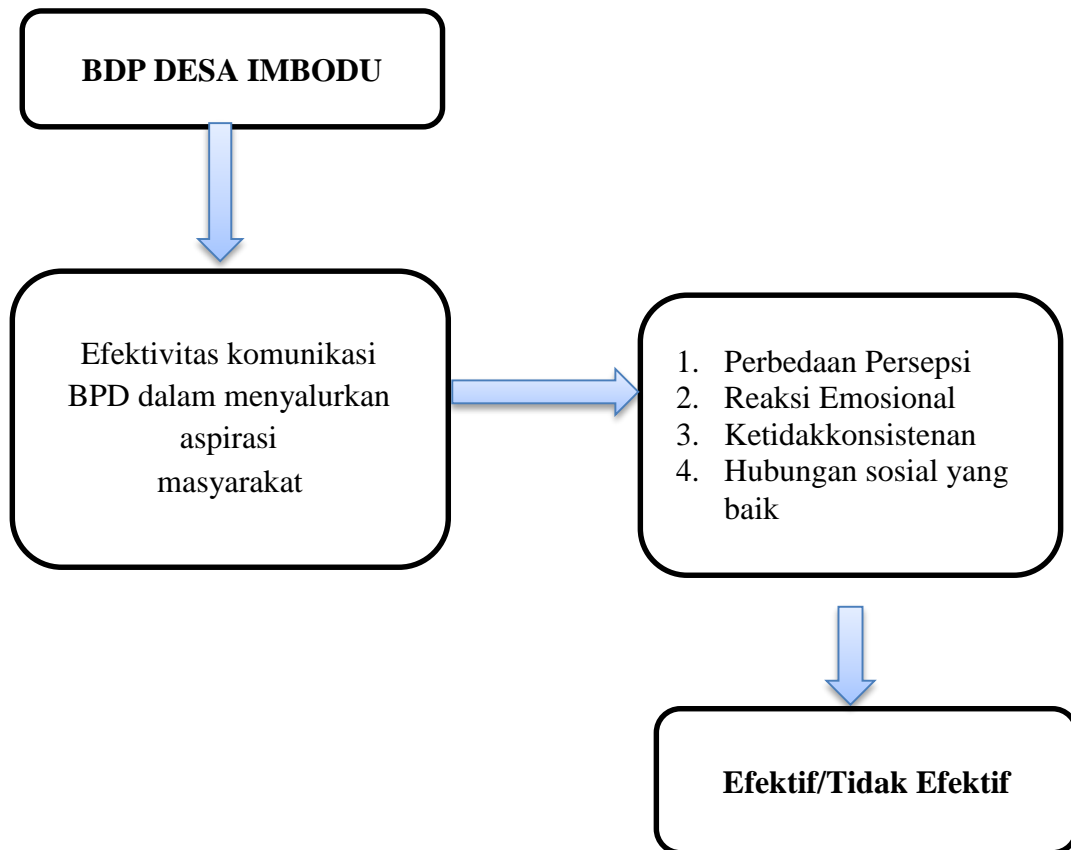 BDP DESA IMBODU
Efektivitas komunikasi
BPD dalam menyalurkan
aspirasi
masyarakat
1. Perbedaan Persepsi
2. Reaksi Emosional
3. Ketidakkonsistenan
4. Hubungan sosial yang
baik
Efektif/Tidak Efektif